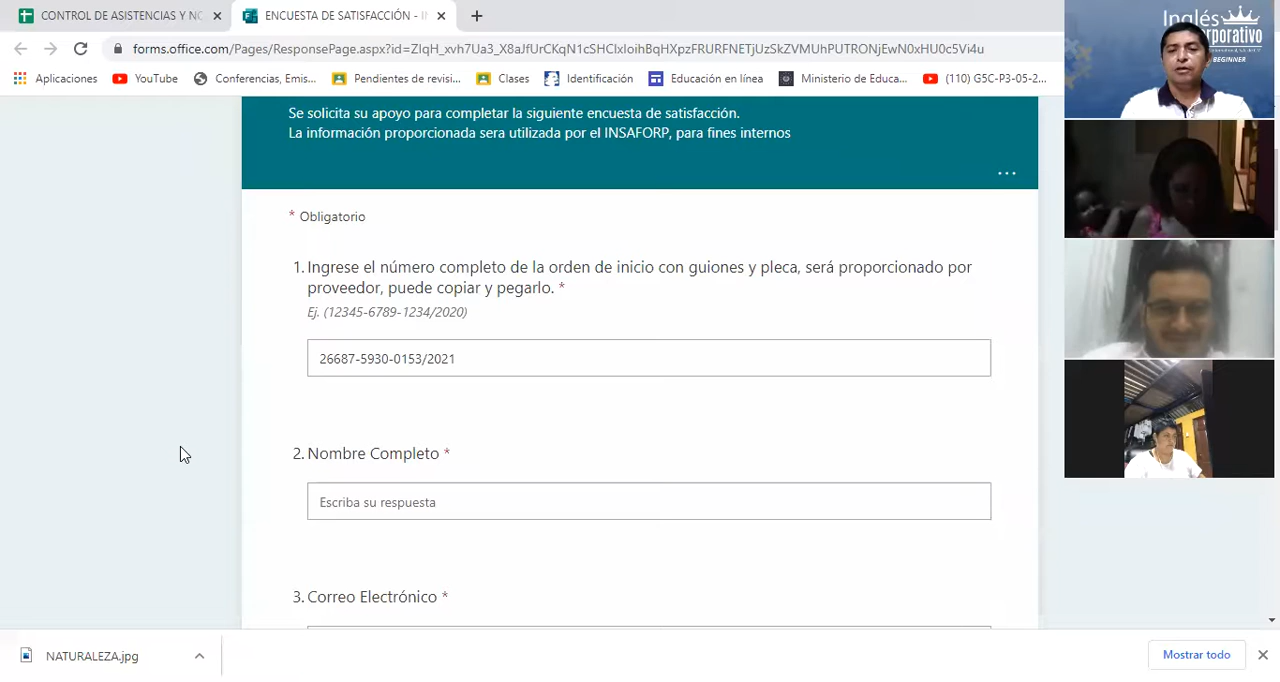 CONTROL DE ASISTENCIAS Y NO
ENCUESTA DE SATISFACCIÓN - I
forms.office.com/Pages/ResponsePage.aspx?id=ZIqH_xvh7Ua3_X8aJfUrCKqN1cSHClxIoihBqHXpzFRURFNETjUzSkZVMUhPUTRONjEwN0xHU0c5Vi4u
Aplicaciones
YouTube
Conferencias, Emis...
Pendientes de revisi...
Clases
Identificación
Educación en línea
Ministerio de Educa...
(110) G5C-P3-05-2...
Inglés
BEGINNER
Se solicita su apoyo para completar la siguiente encuesta de satisfacción.
La información proporcionada sera utilizada por el INSAFORP, para fines internos
...
* Obligatorio
1. Ingrese el número completo de la orden de inicio con guiones y pleca, será proporcionado por
proveedor, puede copiar y pegarlo. *
Ej. (12345-6789-1234/2020)
26687-5930-0153/2021
2. Nombre Completo *
Escriba su respuesta
3. Correo Electrónico *
NATURALEZA.jpg
Mostrar todo